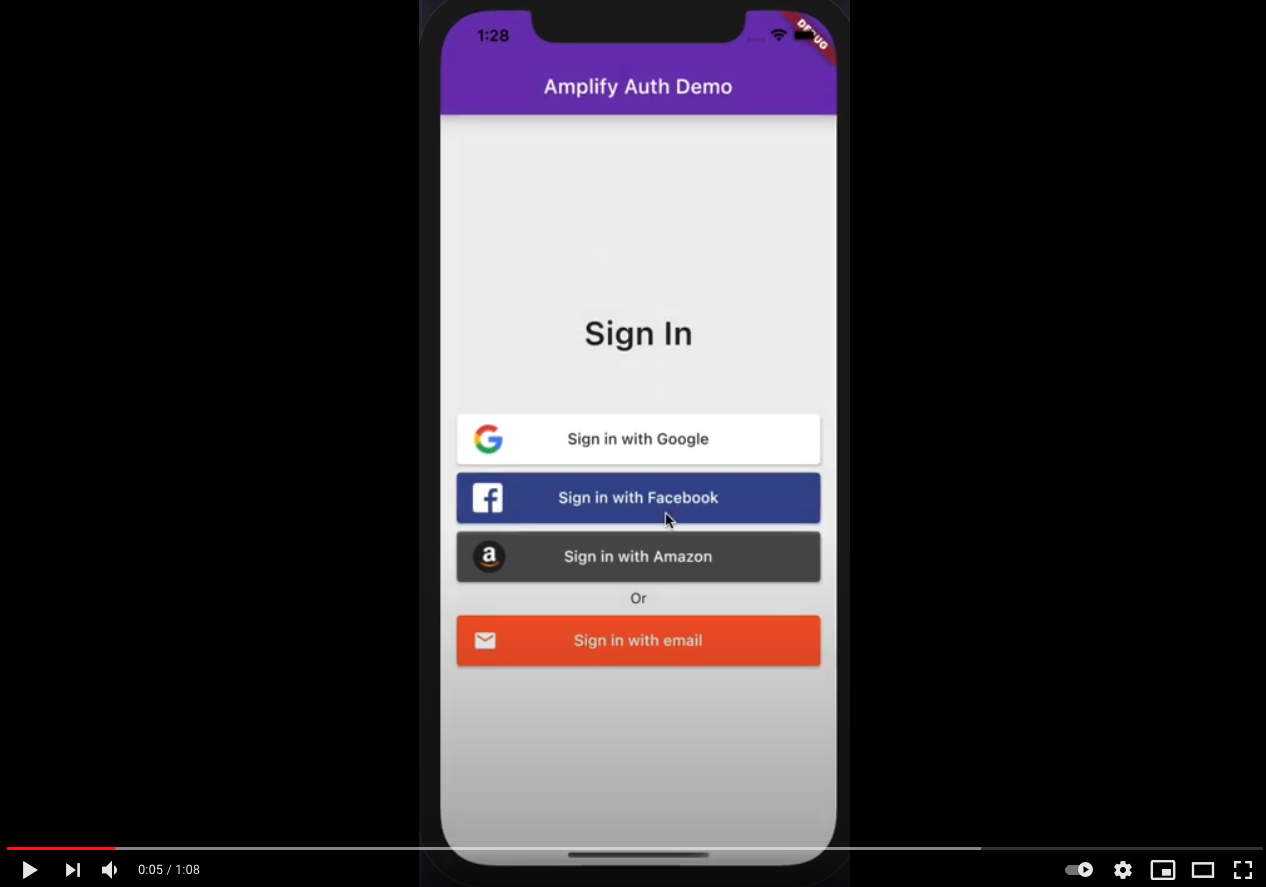 1:28
DEBUG
Amplify Auth Demo
Sign In
Sign in with Google
Sign in with Facebook
Sign in with Amazon
Or
Sign in with email
0:05 / 1:08